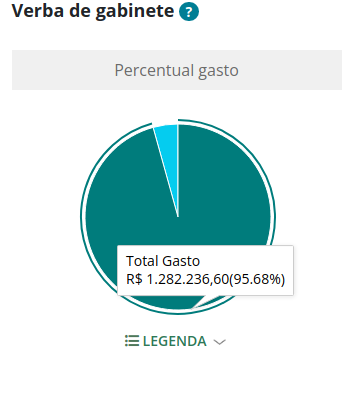 Verba de gabinete ?
Percentual gasto
Total Gasto
R$ 1.282.236,60(95.68%)
LEGENDA